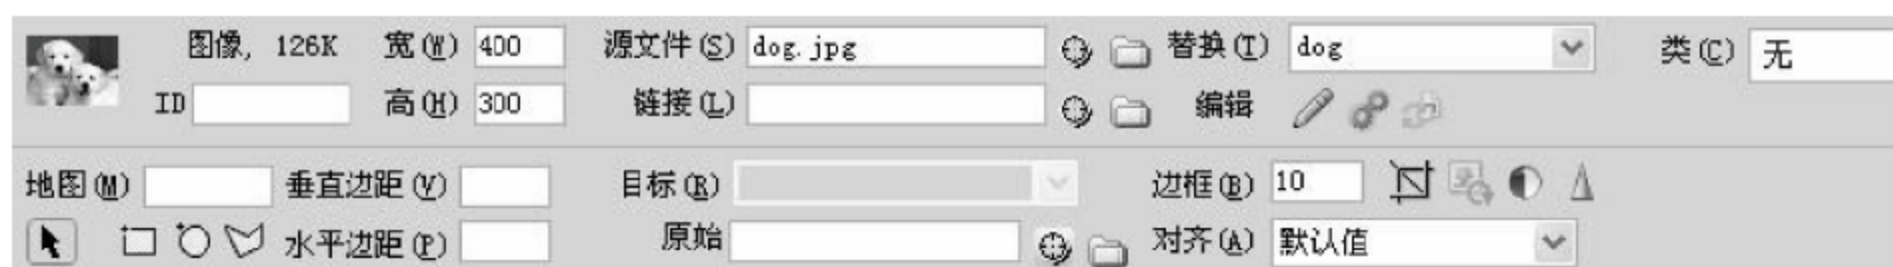 图像, 126K 宽(W) 400 源文件(S) dog.jpg 替换(T) dog 类(C) 无
ID 高(H) 300 链接(L) 编辑
地图(M) 垂直边距(V) 目标(R) 边框(B) 10
水平边距(P) 原始 对齐(A) 默认值